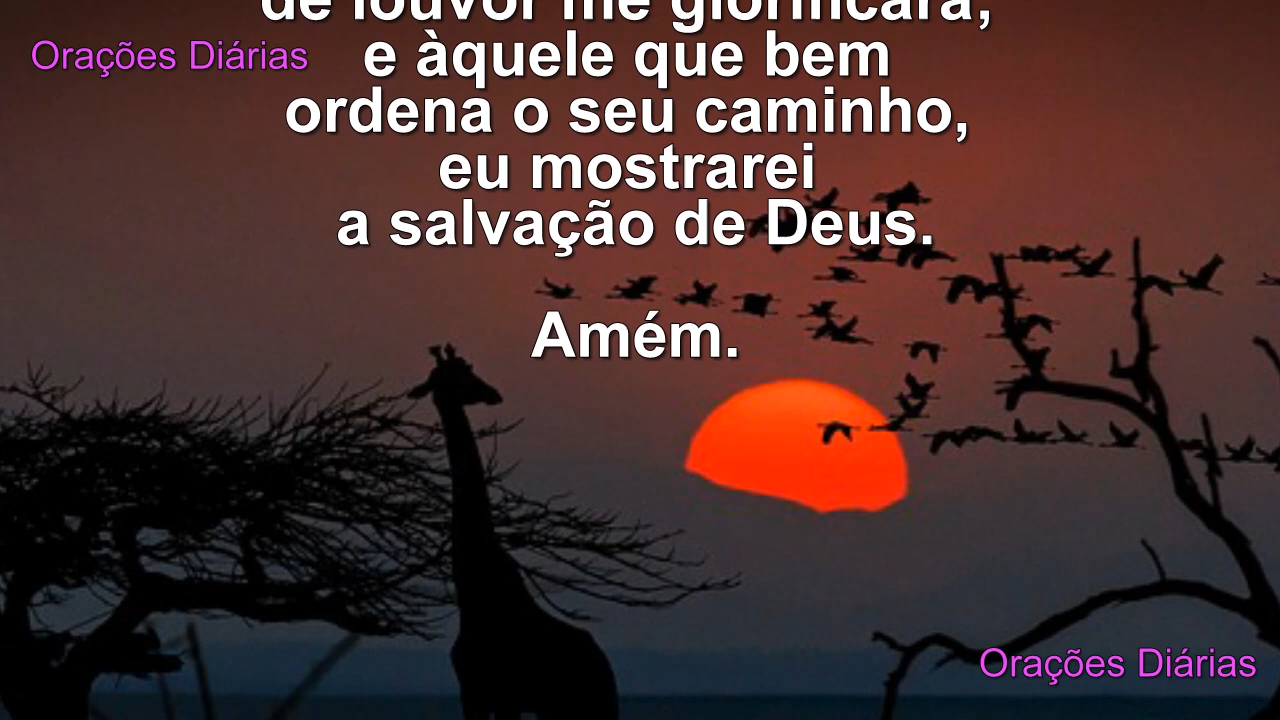 de louvor me glorificará;
Orações Diárias
e àquele que bem
ordena o seu caminho,
eu mostrarei
a salvação de Deus.
Amém.
Orações Diárias